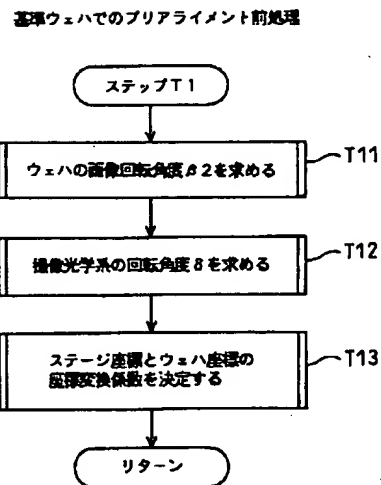 基準ウェハでのプリアライメント前処理
ステップT1
ウェハの画像回転角度β2を求める
T11
撮像光学系の回転角度δを求める
T12
ステージ座標とウェハ座標の
座標変換係数を決定する
T13
リターン